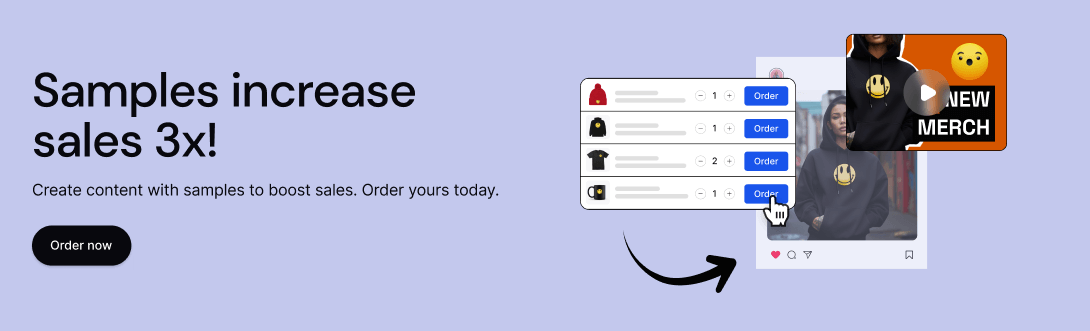 Samples increase
sales 3x!
Create content with samples to boost sales. Order yours today.
Order now
1
Order
1
Order
2
Order
1
Order
NEW
MERCH